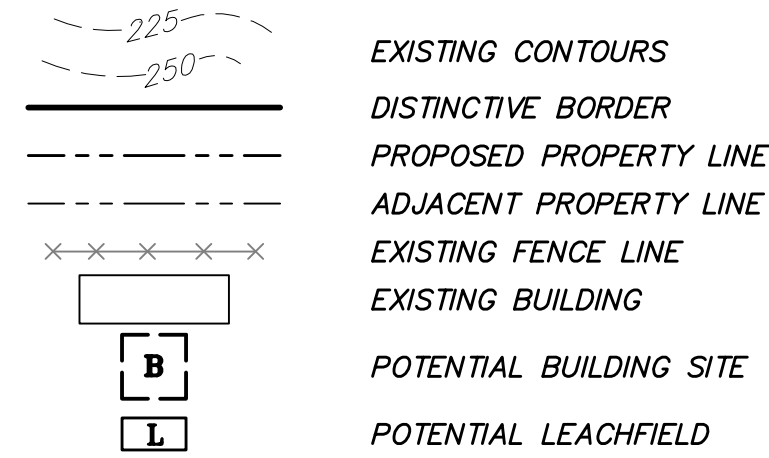 225
250
EXISTING CONTOURS
DISTINCTIVE BORDER
PROPOSED PROPERTY LINE
ADJACENT PROPERTY LINE
EXISTING FENCE LINE
EXISTING BUILDING
B POTENTIAL BUILDING SITE
L POTENTIAL LEACHFIELD